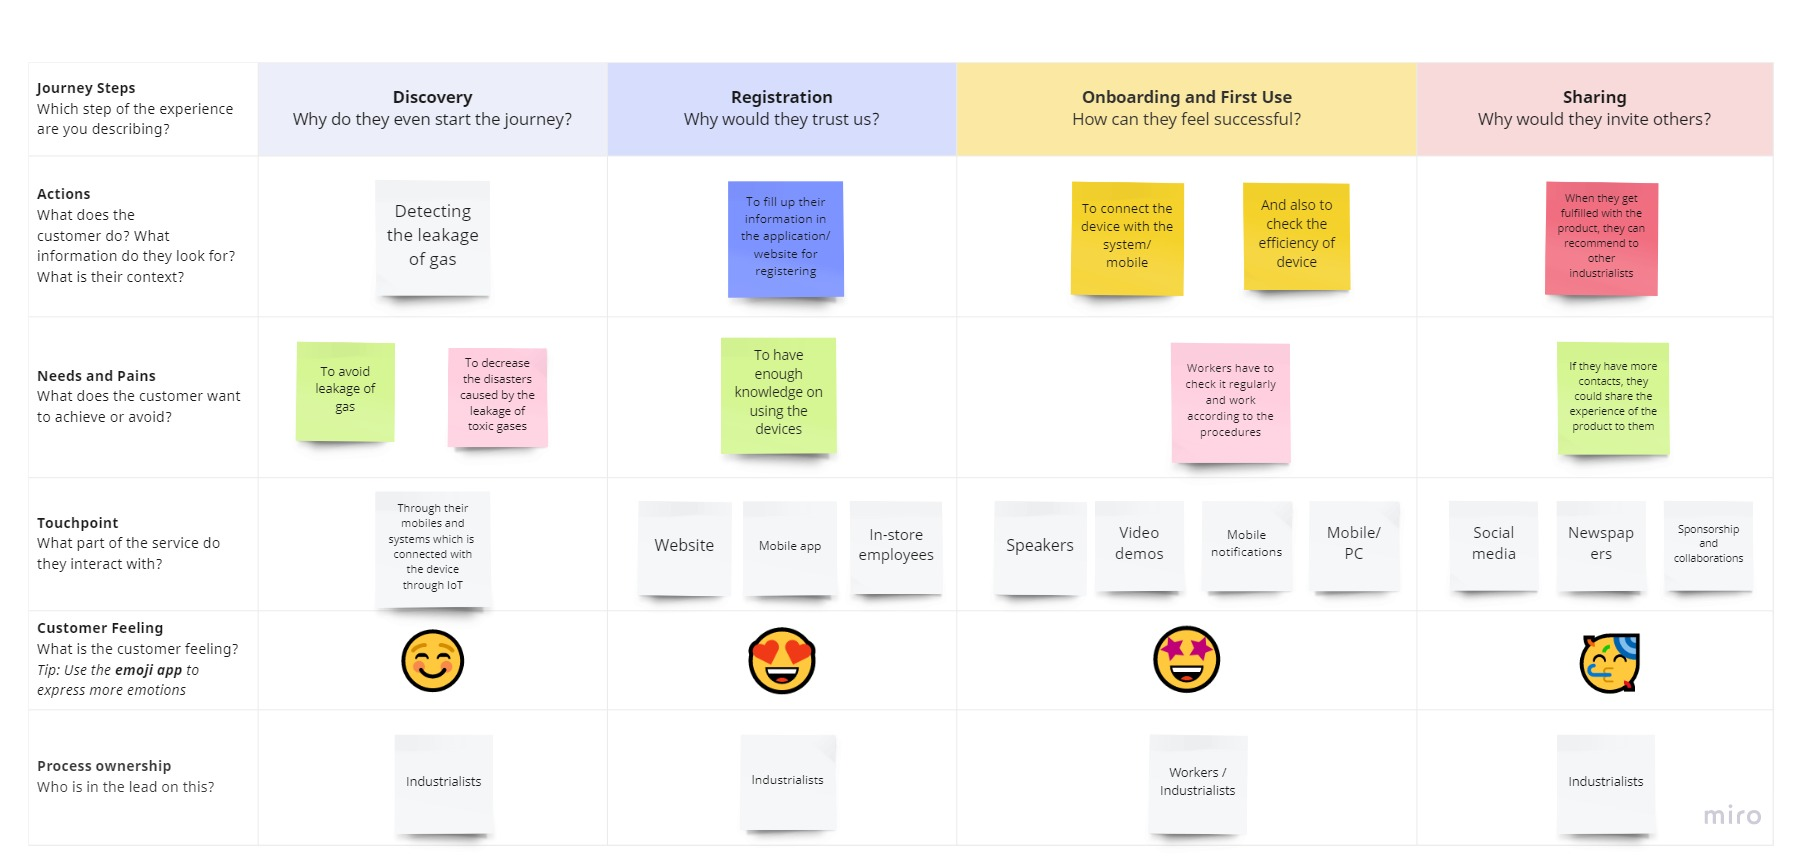 Journey Steps
Which step of the experience
are you describing?
Discovery
Why do they even start the journey?
Registration
Why would they trust us?
Onboarding and First Use
How can they feel successful?
Sharing
Why would they invite others?
Actions
What does the
customer do? What
information do they look for?
What is their context?
Detecting
the leakage
of gas
To fill up their
information in
the application/
website for
registering
To connect the
device with the
system/
mobile
And also to
check the
efficiency of
device
When they get
fulfilled with the
product, they can
recommend to
other
industrialists
Needs and Pains
What does the customer want
to achieve or avoid?
To avoid
leakage of
gas
To decrease
the disasters
caused by the
leakage of
toxic gases
To have
enough
knowledge on
using the
devices
Workers have to
check it regularly
and work
according to the
procedures
If they have more
contacts, they
could share the
experience of the
product to them
Touchpoint
What part of the service do
they interact with?
Through their
mobiles and
systems which is
connected with
the device
through IoT
Website
Mobile app
In-store
employees
Speakers
Video
demos
Mobile
notifications
Mobile/
PC
Social
media
Newspap
ers
Sponsorship
and
collaborations
Customer Feeling
What is the customer feeling?
Tip: Use the emoji app to
express more emotions
Process ownership
Who is in the lead on this?
Industrialists
Industrialists
Workers /
Industrialists
Industrialists
miro